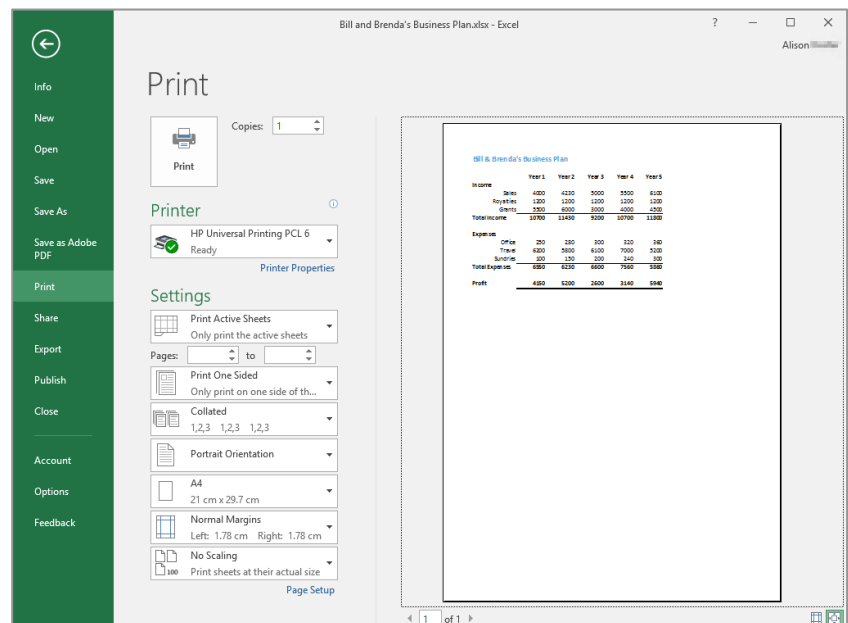 Bill and Brenda's Business Plan.xlsx - Excel
?
Alison
Info
New
Open
Save
Save As
Save as Adobe
PDF
Print
Share
Export
Publish
Close
Account
Options
Feedback
Print
Print
Copies: 1
Printer
HP Universal Printing PCL 6
Ready
Printer Properties
Settings
Print Active Sheets
Only print the active sheets
Pages: to
Print One Sided
Only print on one side of th...
Collated
1,2,3 1,2,3 1,2,3
Portrait Orientation
A4
21 cm x 29.7 cm
Normal Margins
Left: 1.78 cm Right: 1.78 cm
No Scaling
100 Print sheets at their actual size
Page Setup
Bill & Brenda's Business Plan
Year 1 Year 2 Year 3 Year 4 Year 5
Income
Sales 4000 4230 5000 5500 6100
Royalties 1200 1200 1200 1200 1200
Grants 5500 6000 3000 4000 4500
Total Income 10700 11430 9200 10700 11800
Expenses
Office 250 280 300 320 360
Travel 6200 5800 6100 7000 5200
Sundries 100 150 200 240 300
Total Expenses 6550 6230 6600 7560 5860
Profit 4150 5200 2600 3140 5940
1 of 1